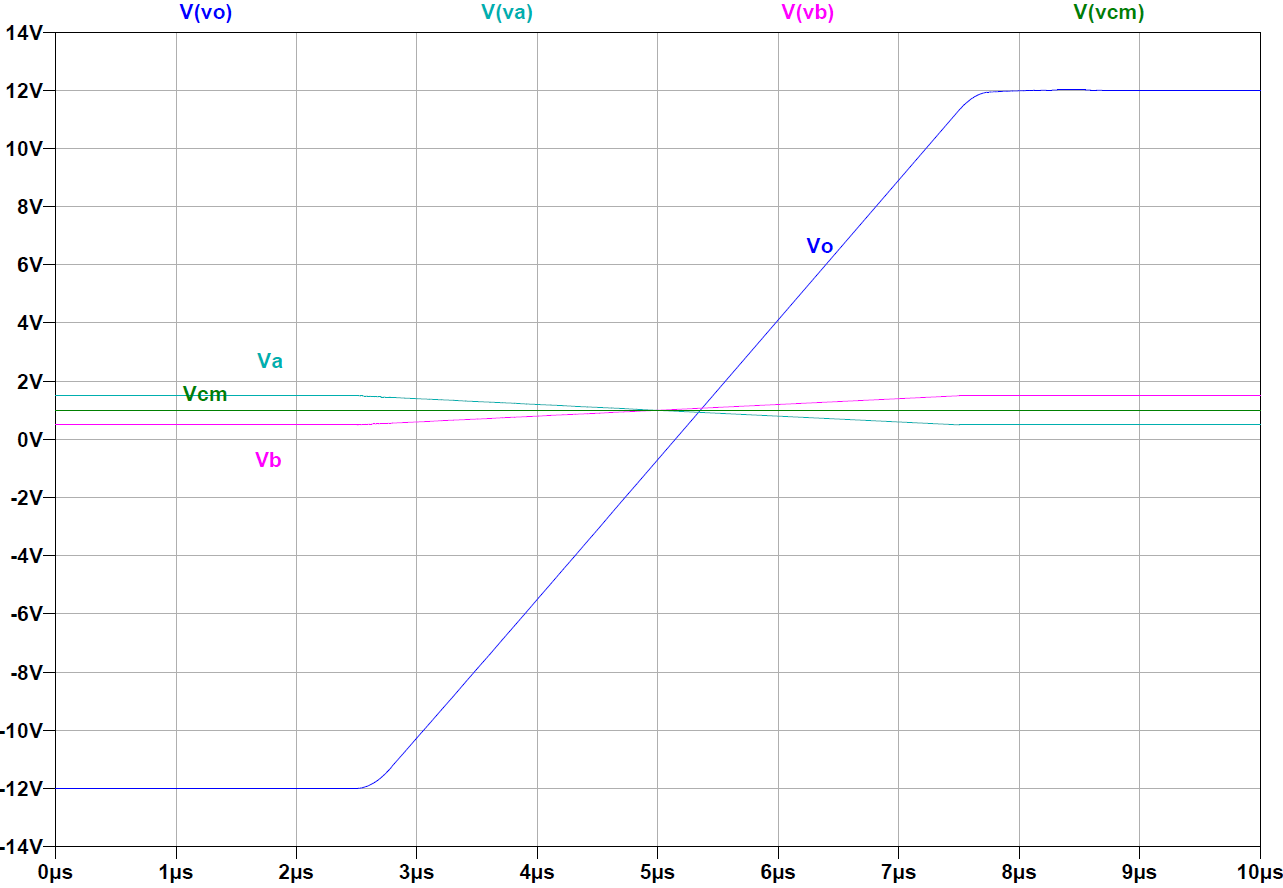 V(vo) V(va) V(vb) V(vcm)
14V
12V
10V
8V
Vo
6V
4V
Va
2V
Vcm
0V
Vb
-2V
-4V
-6V
-8V
-10V
-12V
-14V
0µs 1µs 2µs 3µs 4µs 5µs 6µs 7µs 8µs 9µs 10µs